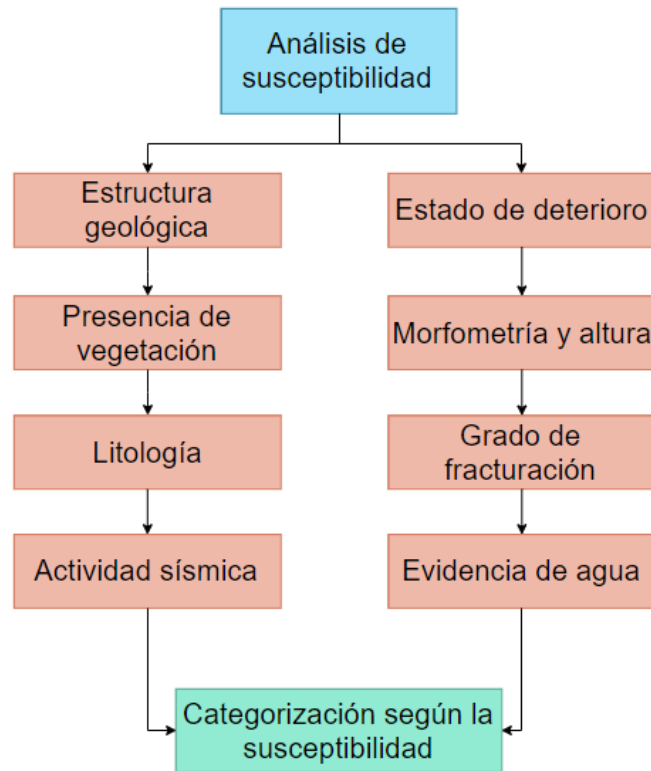 Análisis de
susceptibilidad
Estructura
geológica
Presencia de
vegetación
Litología
Actividad sísmica
Estado de deterioro
Morfometría y altura
Grado de
fracturación
Evidencia de agua
Categorización según la
susceptibilidad